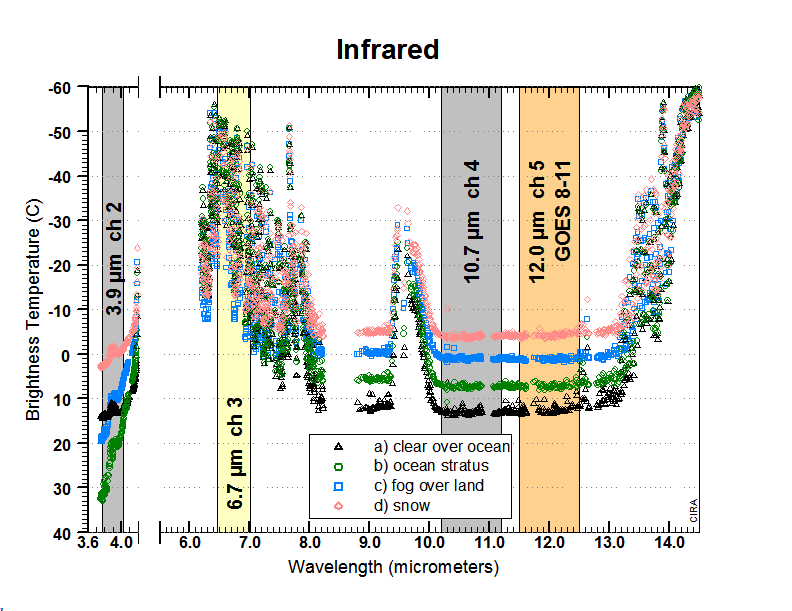 Infrared
-60
-50
-40
-30
-20
-10
0
10
20
30
40
Brightness Temperature (C)
3.9 µm ch 2
6.7 µm ch 3
10.7 µm ch 4
12.0 µm ch 5
GOES 8-11
a) clear over ocean
b) ocean stratus
c) fog over land
d) snow
CIRA
3.6 4.0 6.0 7.0 8.0 9.0 10.0 11.0 12.0 13.0 14.0
Wavelength (micrometers)